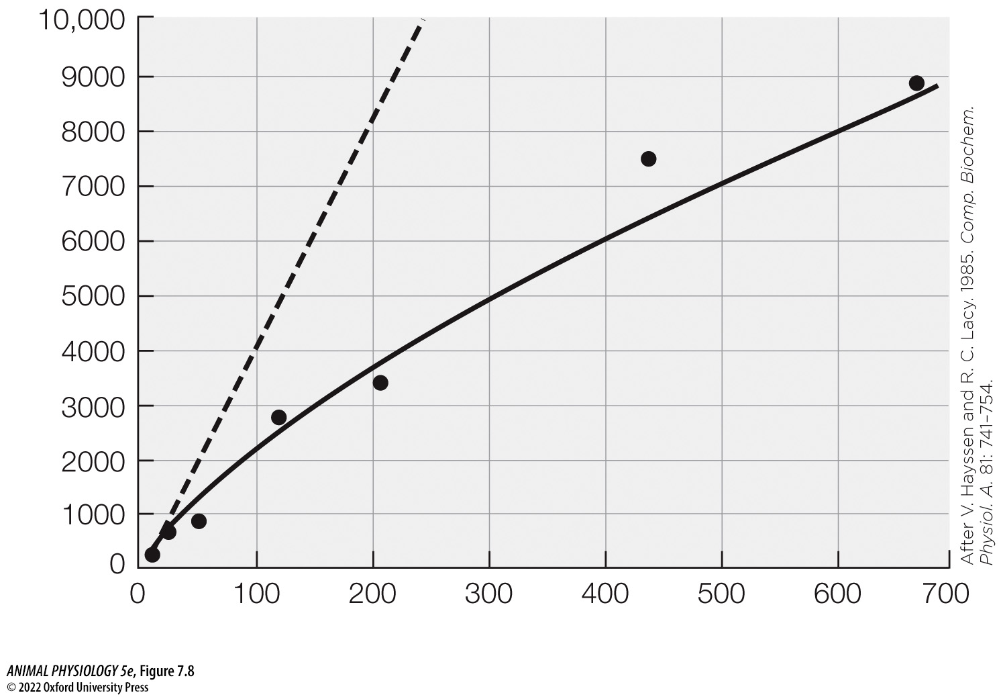 10,000
9000
8000
7000
6000
5000
4000
3000
2000
1000
0
0 100 200 300 400 500 600 700
After V. Hayssen and R. C. Lacy. 1985. Comp. Biochem.
Physiol. A. 81: 741–754.
ANIMAL PHYSIOLOGY 5e, Figure 7.8
© 2022 Oxford University Press